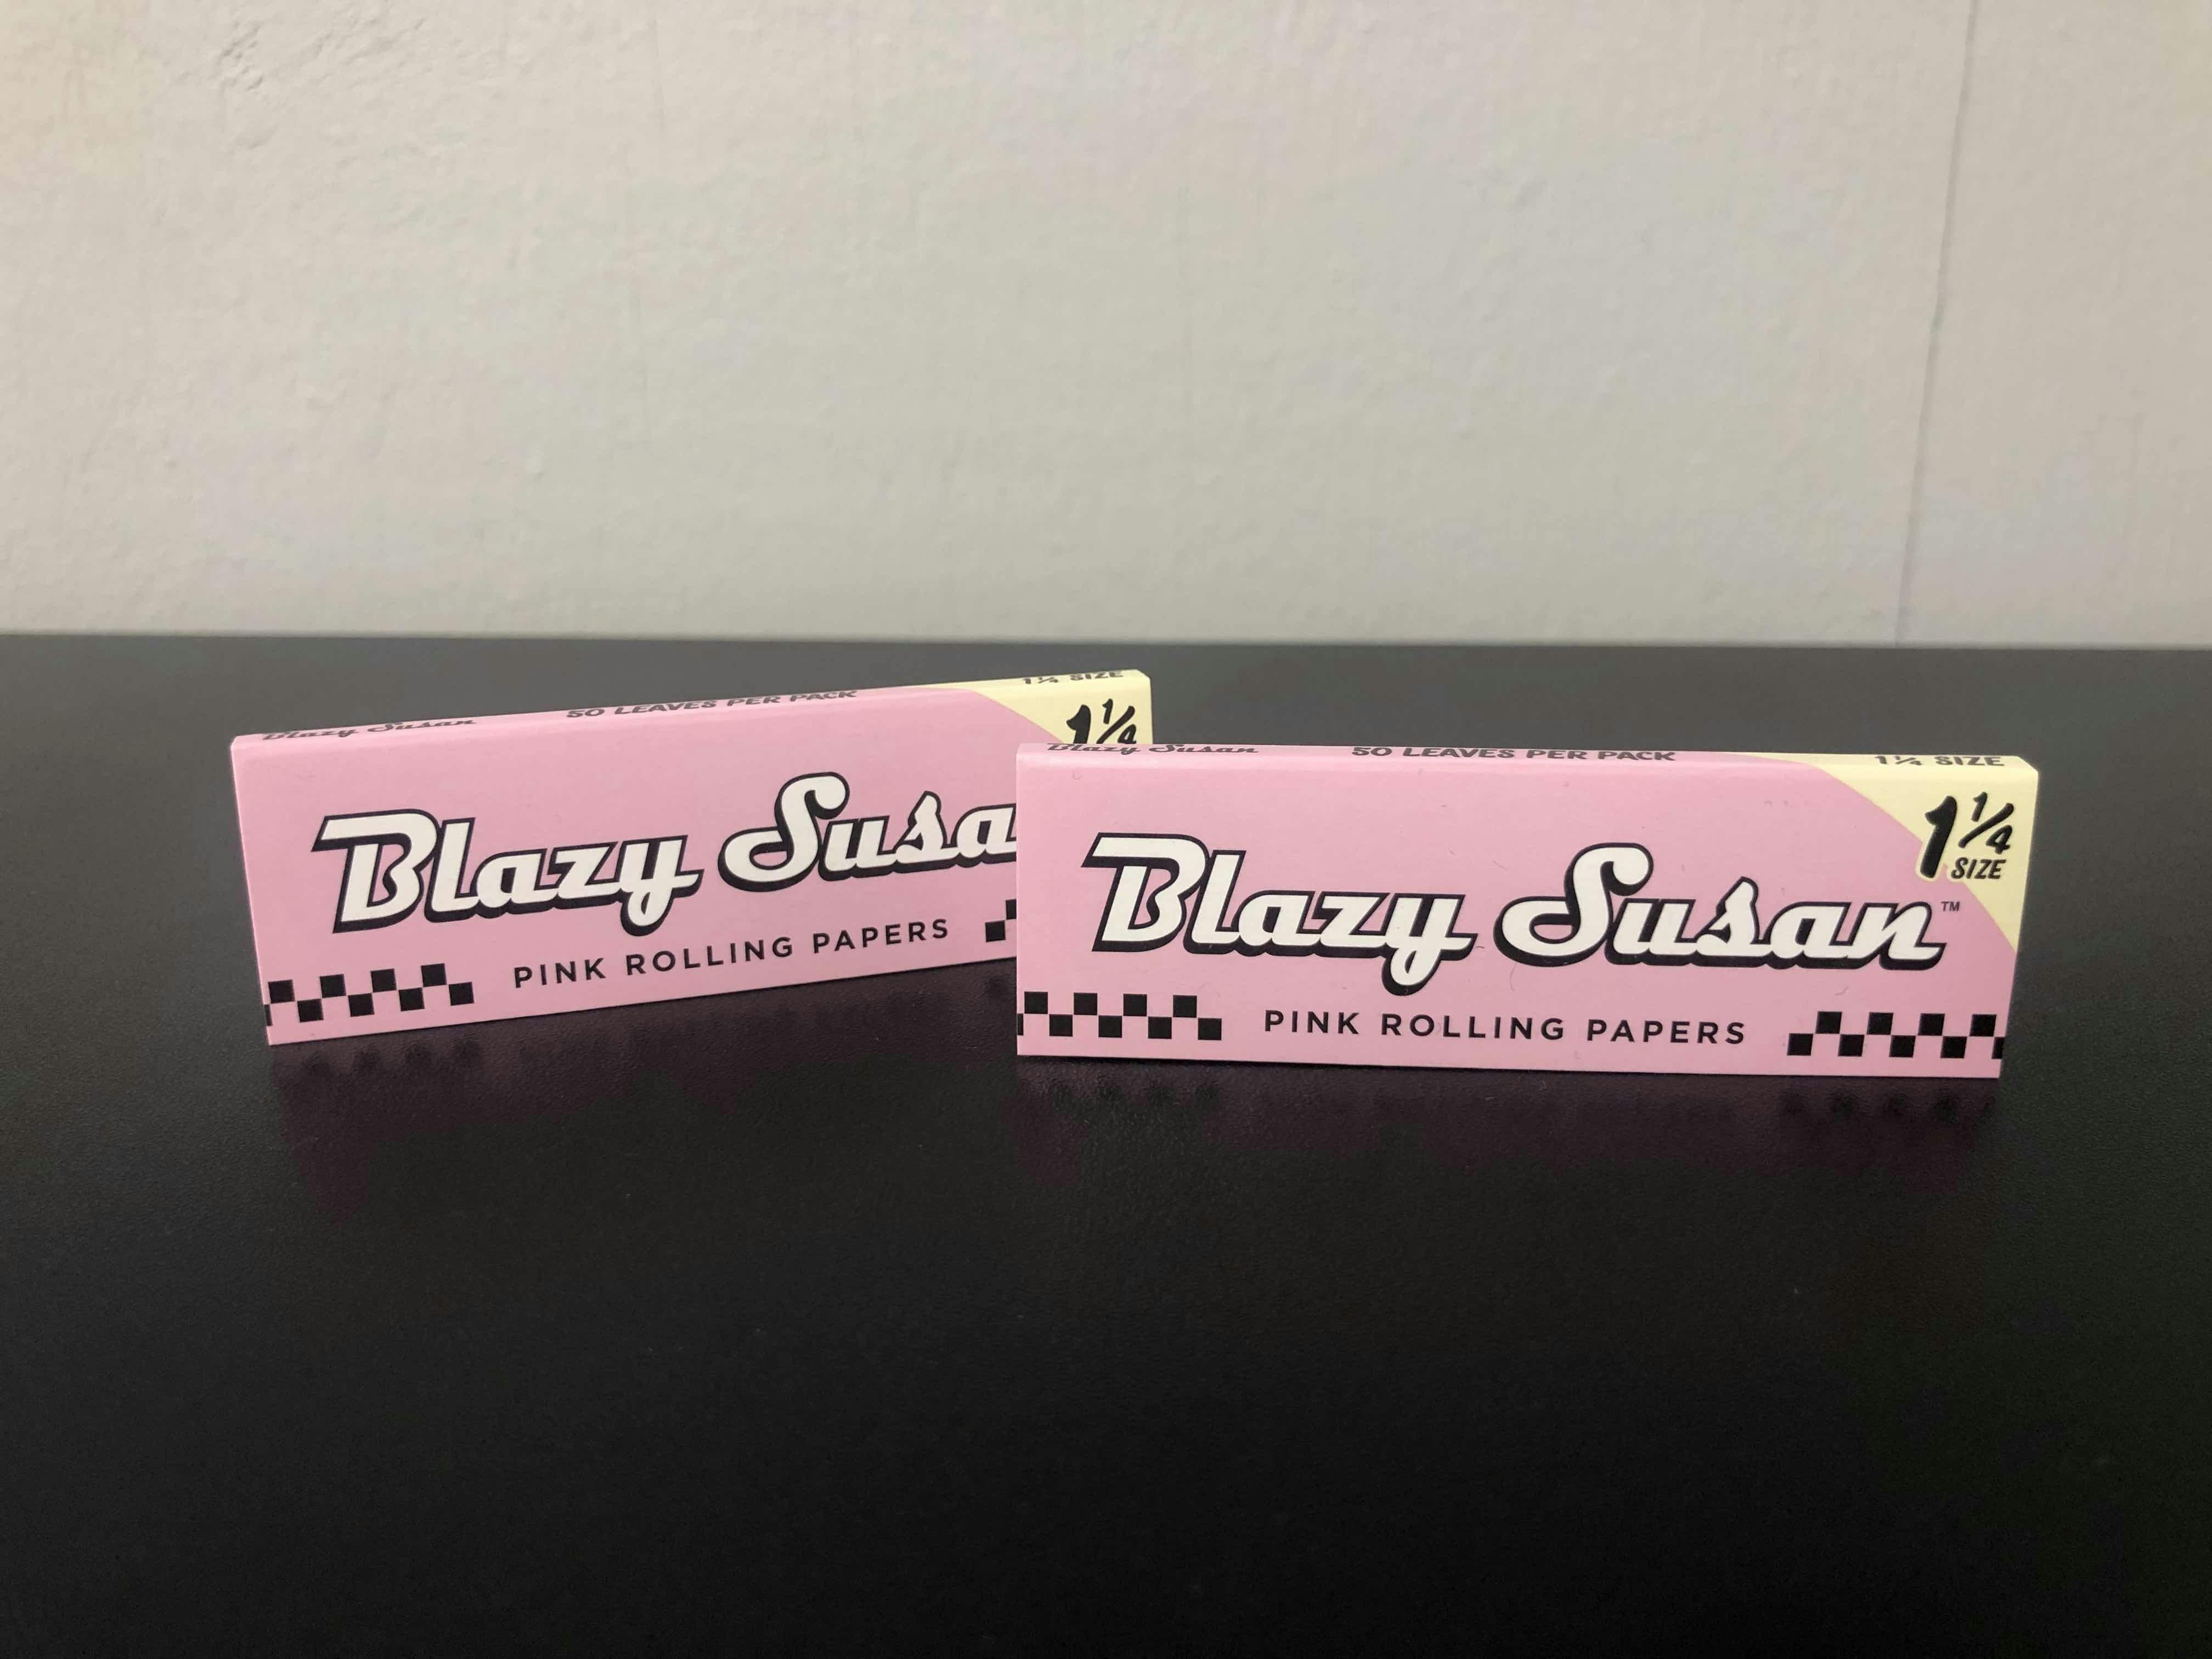 Blazy Susan 50 LEAVES PER PACK 1¼ SIZE
1¼
Blazy Susa
PINK ROLLING PAPERS
Blazy Susan 50 LEAVES PER PACK 1¼ SIZE
1¼
SIZE
Blazy Susan™
PINK ROLLING PAPERS